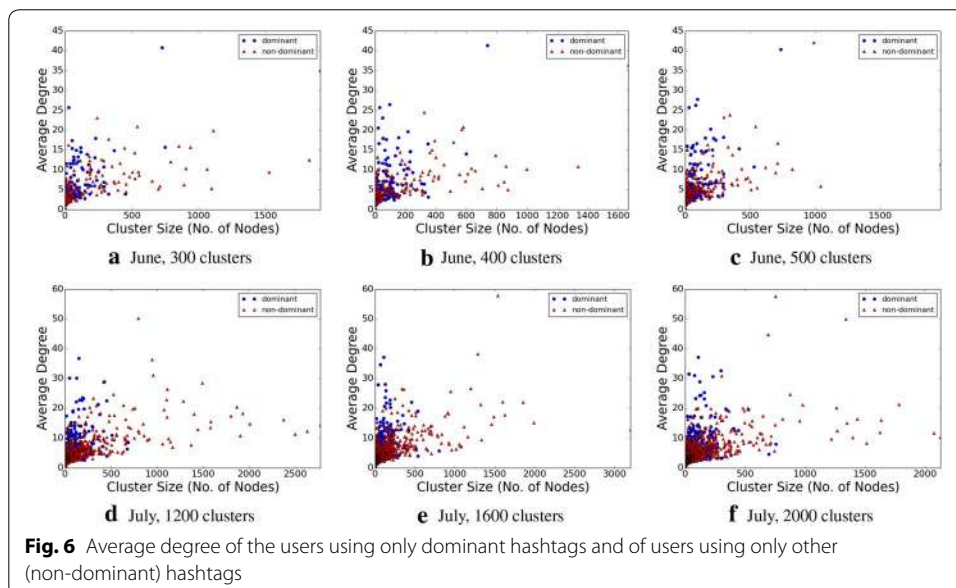 45
40
35
30
25
20
15
10
5
0
Average Degree
dominant
non-dominant
0 500 1000 1500
Cluster Size (No. of Nodes)
a June, 300 clusters
45
40
35
30
25
20
15
10
5
0
Average Degree
dominant
non-dominant
0 200 400 600 800 1000 1200 1400 1600
Cluster Size (No. of Nodes)
b June, 400 clusters
45
40
35
30
25
20
15
10
5
0
Average Degree
dominant
non-dominant
0 500 1000 1500
Cluster Size (No. of Nodes)
c June, 500 clusters
60
50
40
30
20
10
0
Average Degree
dominant
non-dominant
0 500 1000 1500 2000 2500
Cluster Size (No. of Nodes)
d July, 1200 clusters
60
50
40
30
20
10
0
Average Degree
dominant
non-dominant
0 500 1000 1500 2000 2500 3000
Cluster Size (No. of Nodes)
e July, 1600 clusters
60
50
40
30
20
10
0
Average Degree
dominant
non-dominant
0 500 1000 1500 2000
Cluster Size (No. of Nodes)
f July, 2000 clusters
Fig. 6 Average degree of the users using only dominant hashtags and of users using only other
(non-dominant) hashtags